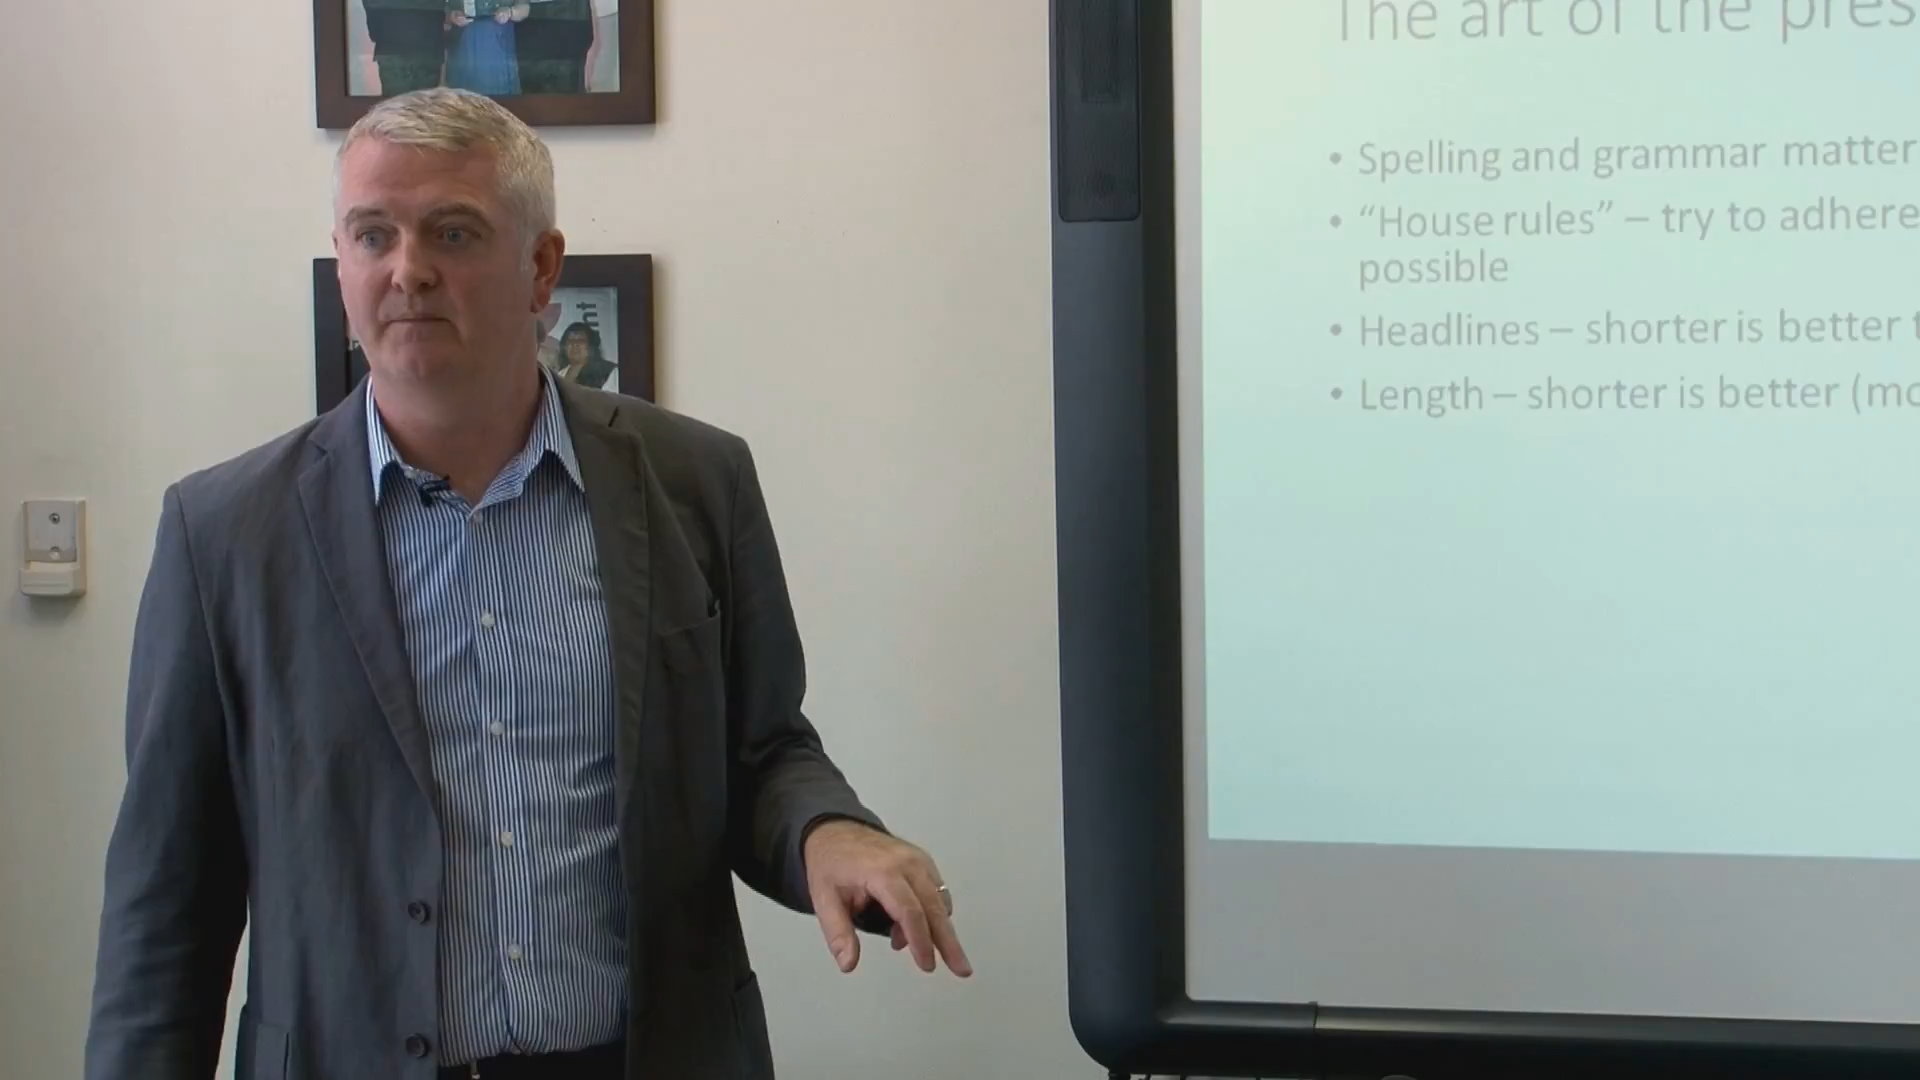 The art of the pres
• Spelling and grammar matter
• “House rules” – try to adhere
possible
• Headlines – shorter is better t
• Length – shorter is better (mo